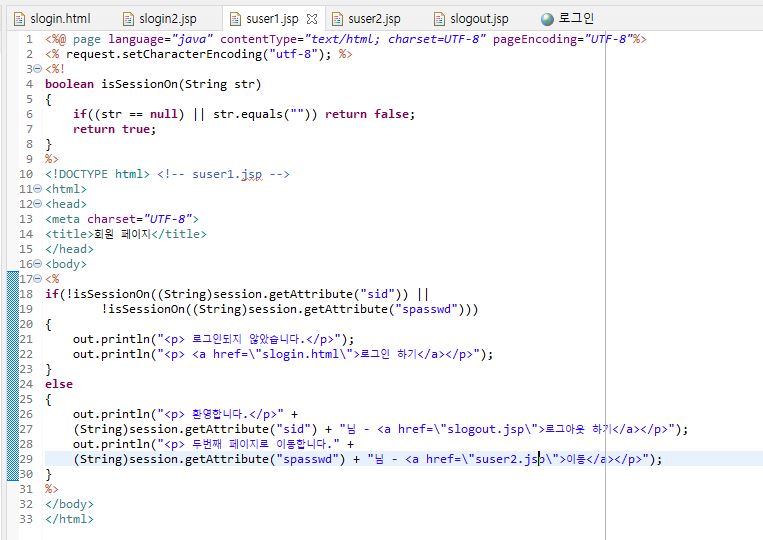 slogin.html slogin2.jsp suser1.jsp suser2.jsp slogout.jsp 로그인
1 <%@ page language="java" contentType="text/html; charset=UTF-8" pageEncoding="UTF-8"%>
2 <% request.setCharacterEncoding("utf-8"); %>
3 <%!
4 boolean isSessionOn(String str)
5 {
6     if((str == null) || str.equals("")) return false;
7     return true;
8 }
9 %>
10 <!DOCTYPE html> <!-- suser1.jsp -->
11 <html>
12 <head>
13 <meta charset="UTF-8">
14 <title>회원 페이지</title>
15 </head>
16 <body>
17 <%
18 if(!isSessionOn((String)session.getAttribute("sid")) ||
19         !isSessionOn((String)session.getAttribute("spasswd")))
20 {
21     out.println("<p> 로그인되지 않았습니다.</p>");
22     out.println("<p> <a href=\"slogin.html\">로그인 하기</a></p>");
23 }
24 else
25 {
26     out.println("<p> 환영합니다.</p>" +
27     (String)session.getAttribute("sid") + "님 - <a href=\"slogout.jsp\">로그아웃 하기</a></p>");
28     out.println("<p> 두번째 페이지로 이동합니다." +
29     (String)session.getAttribute("spasswd") + "님 - <a href=\"suser2.jsp\">이동</a></p>");
30 }
31 %>
32 </body>
33 </html>